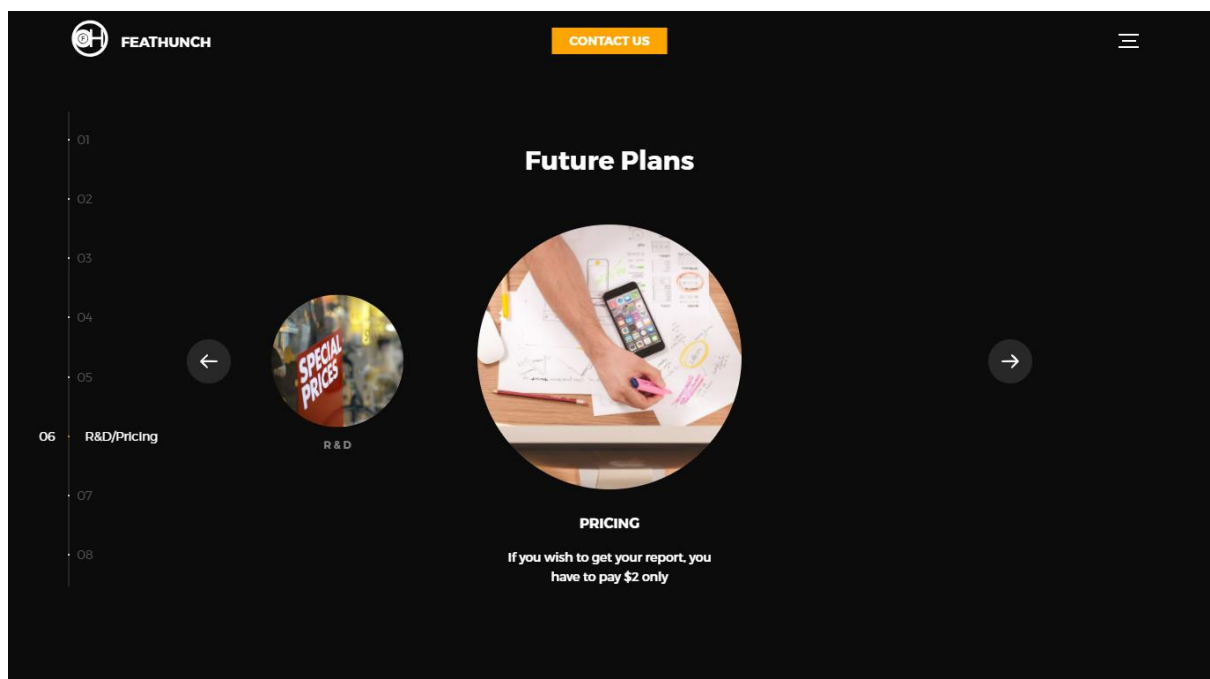 FEATHUNCH
CONTACT US
01
Future Plans
02
03
04
SPECIAL
PRICES
05
06 R&D/Pricing
R & D
07
PRICING
If you wish to get your report, you
have to pay $2 only
08